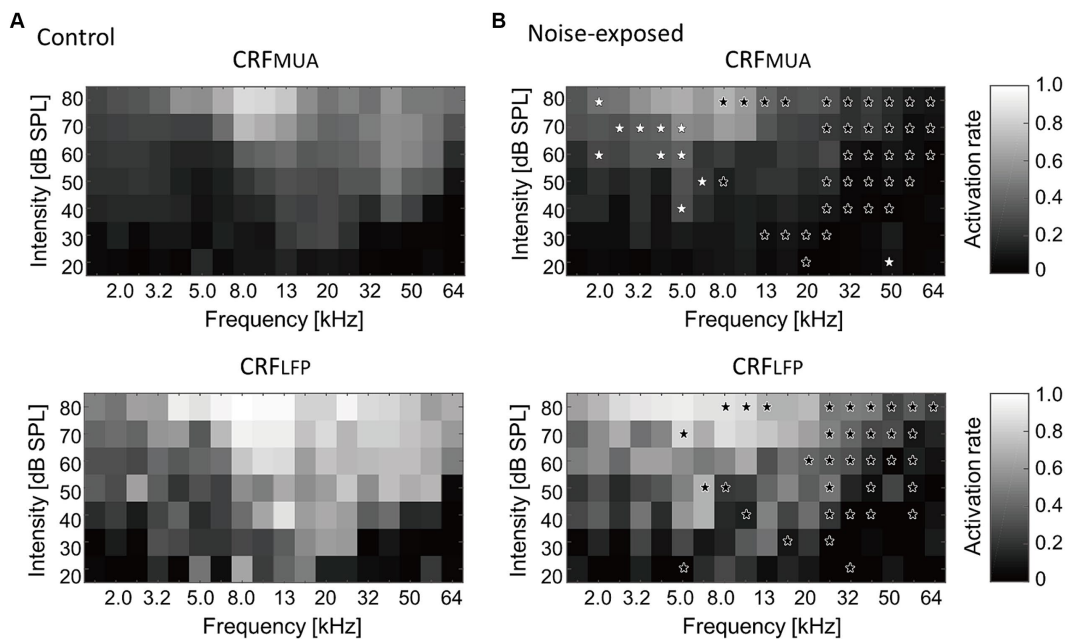 A
Control
CRFMUA
Intensity [dB SPL]
80
70
60
50
40
30
20
2.0 3.2 5.0 8.0 13 20 32 50 64
Frequency [kHz]
B
Noise-exposed
CRFMUA
Intensity [dB SPL]
80
70
60
50
40
30
20
2.0 3.2 5.0 8.0 13 20 32 50 64
Frequency [kHz]
1.0
0.8
0.6
0.4
0.2
0
Activation rate
CRFLFP
Intensity [dB SPL]
80
70
60
50
40
30
20
2.0 3.2 5.0 8.0 13 20 32 50 64
Frequency [kHz]
CRFLFP
Intensity [dB SPL]
80
70
60
50
40
30
20
2.0 3.2 5.0 8.0 13 20 32 50 64
Frequency [kHz]
1.0
0.8
0.6
0.4
0.2
0
Activation rate